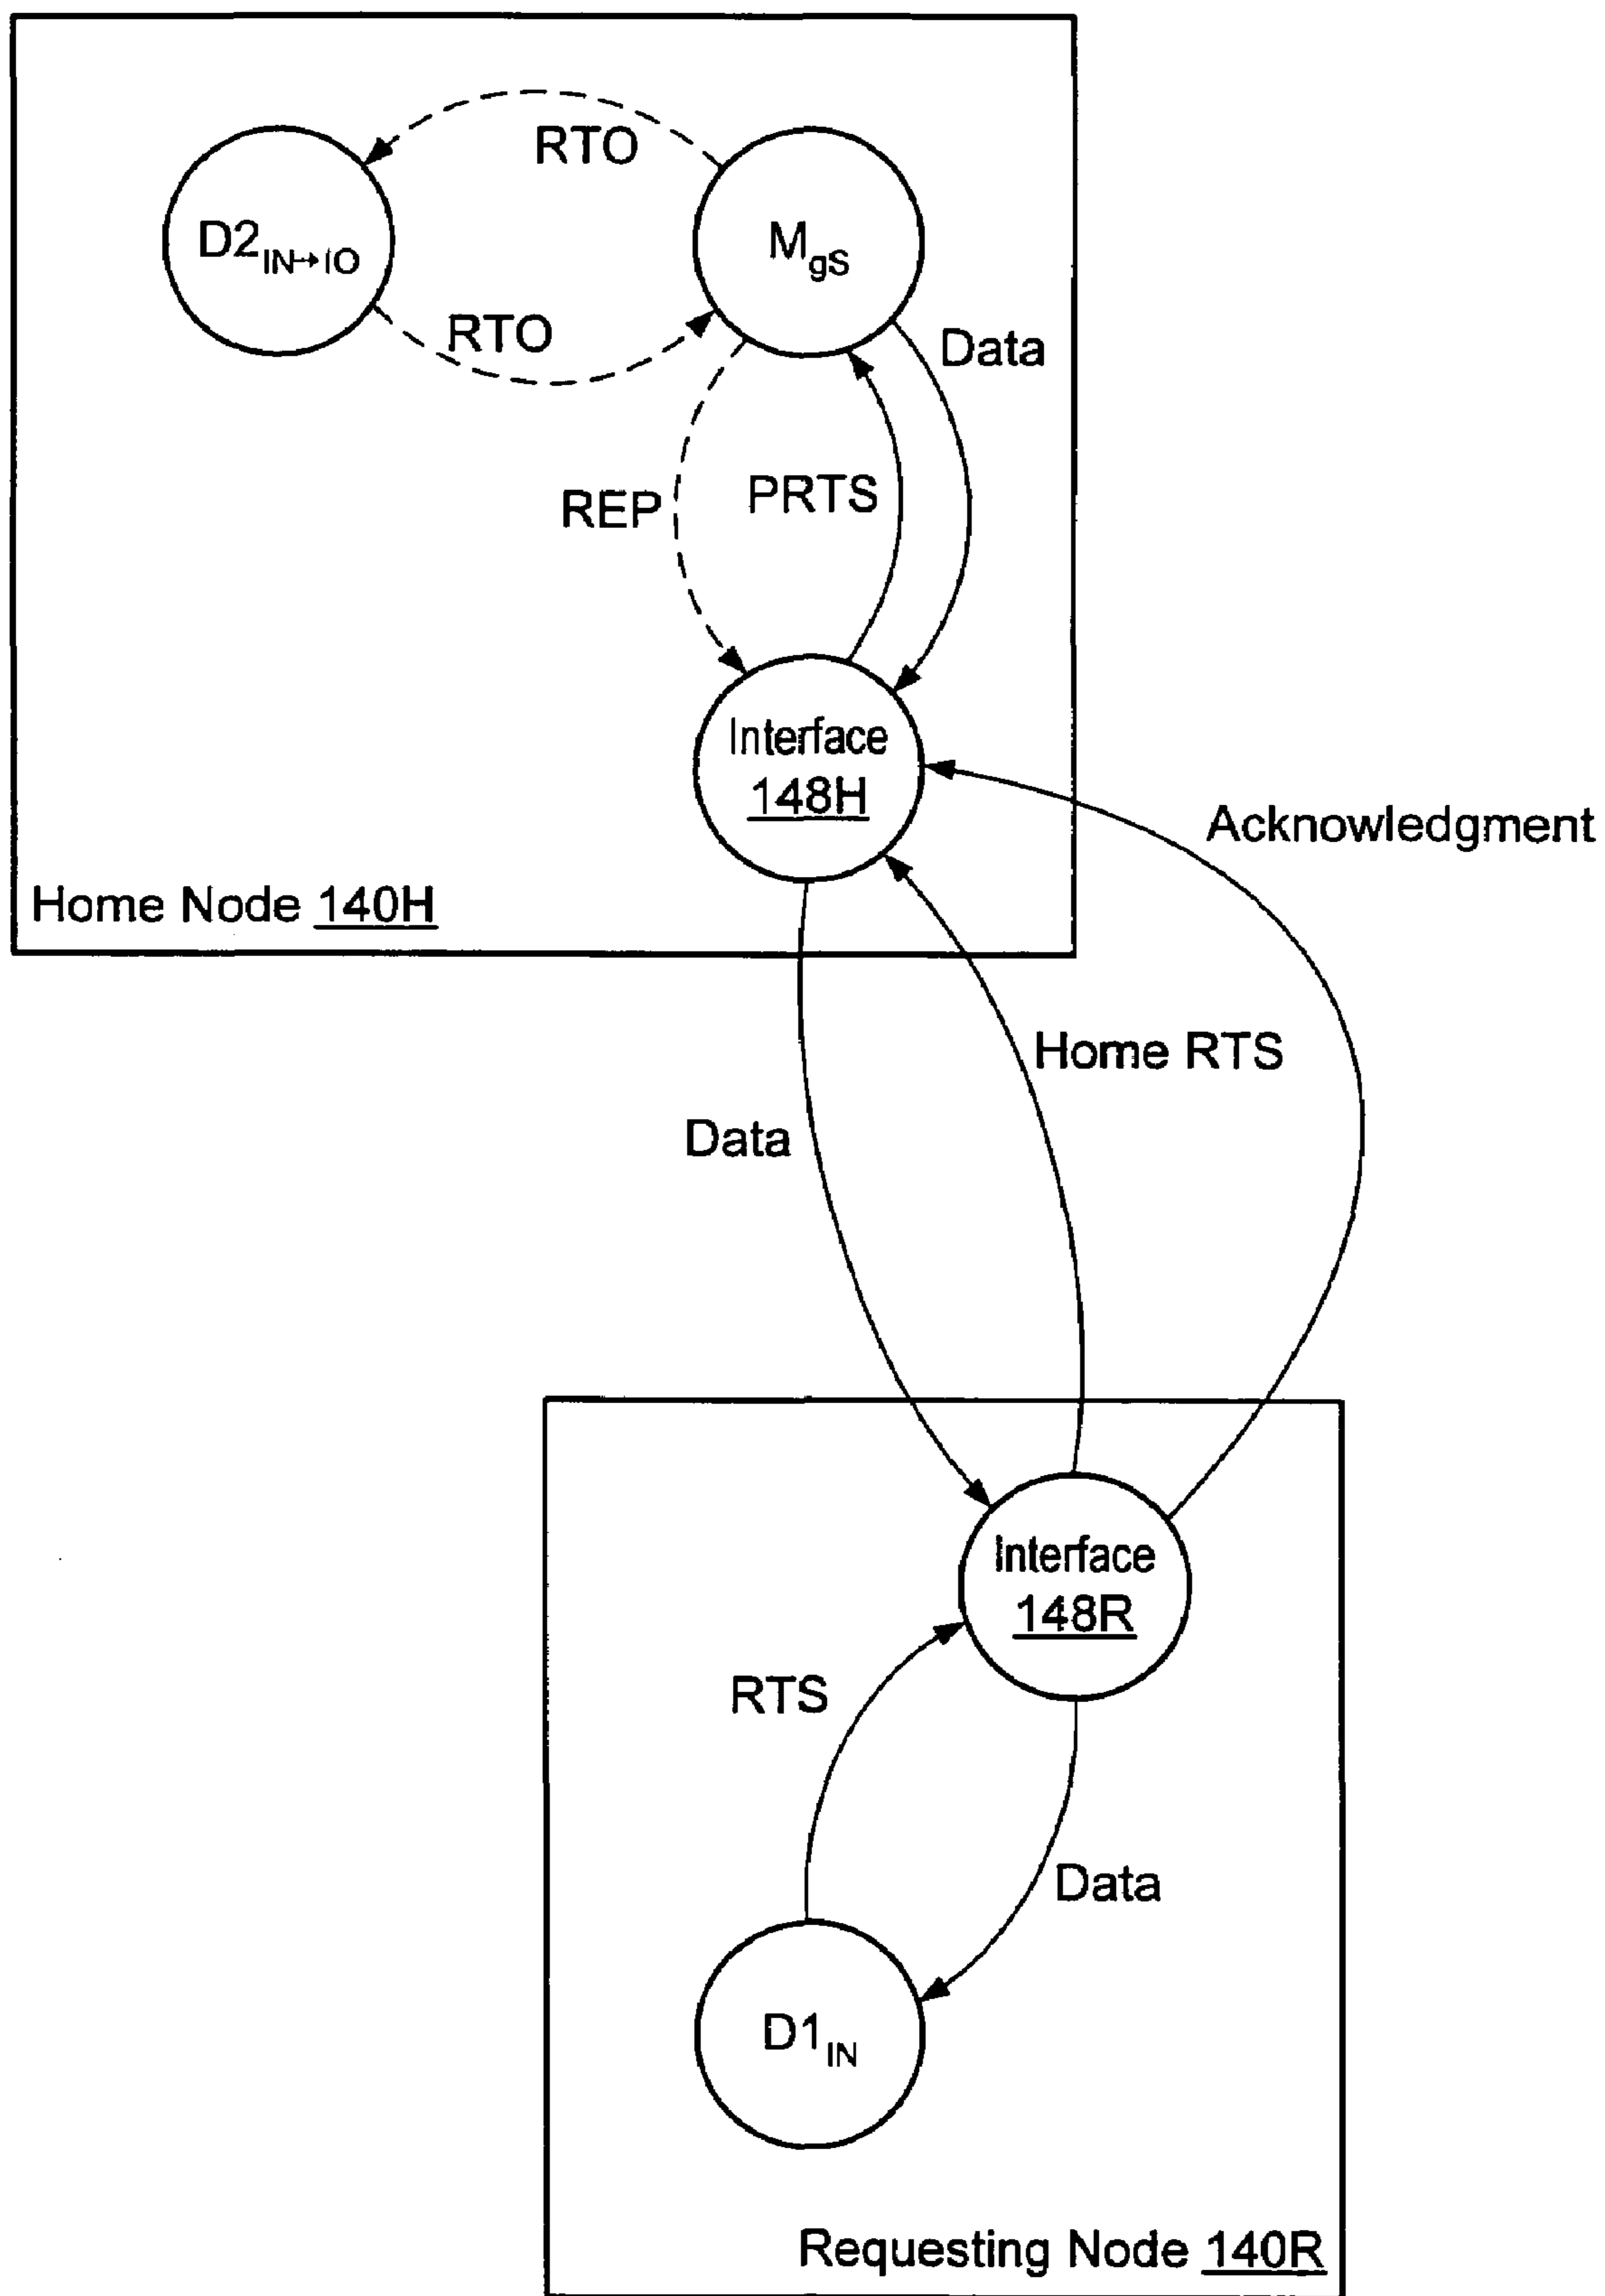 RTO
D2IN→IO
MgS
RTO
Data
REP
PRTS
Interface
148H
Acknowledgment
Home Node 140H
Home RTS
Data
Interface
148R
RTS
Data
D1IN
Requesting Node 140R